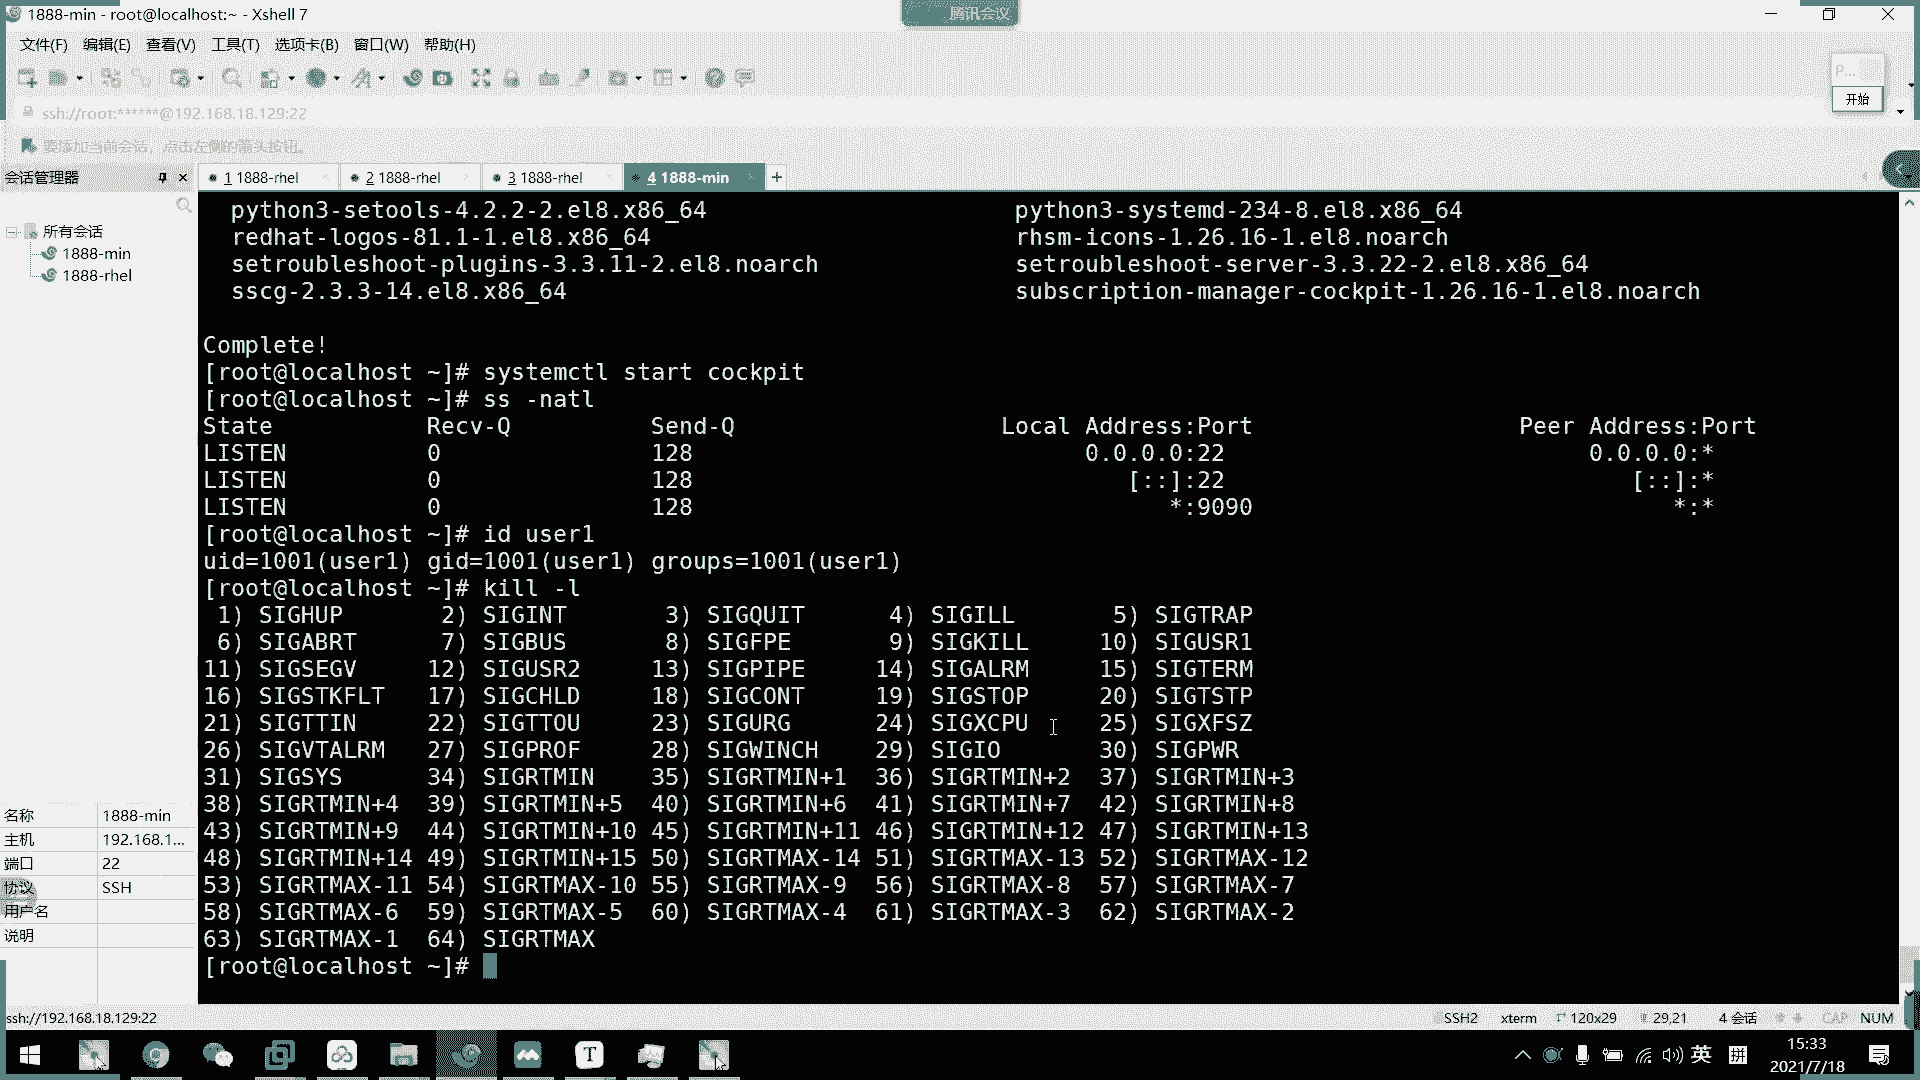 1888-min - root@localhost:~ - Xshell 7
腾讯会议
文件(F) 编辑(E) 查看(V) 工具(T) 选项卡(B) 窗口(W) 帮助(H)
P...
开始
ssh://root:******@192.168.18.129:22
要添加当前会话，点击左侧的箭头按钮。
会话管理器
1 1888-rhel 2 1888-rhel 3 1888-rhel 4 1888-min +
所有会话
1888-min
1888-rhel
python3-setools-4.2.2-2.el8.x86_64 python3-systemd-234-8.el8.x86_64
redhat-logos-81.1-1.el8.x86_64 rhsm-icons-1.26.16-1.el8.noarch
setroubleshoot-plugins-3.3.11-2.el8.noarch setroubleshoot-server-3.3.22-2.el8.x86_64
sscg-2.3.3-14.el8.x86_64 subscription-manager-cockpit-1.26.16-1.el8.noarch
Complete!
[root@localhost ~]# systemctl start cockpit
[root@localhost ~]# ss -natl
State Recv-Q Send-Q Local Address:Port Peer Address:Port
LISTEN 0 128 0.0.0.0:22 0.0.0.0:*
LISTEN 0 128 [::]:22 [::]:*
LISTEN 0 128 *:9090 *:*
[root@localhost ~]# id user1
uid=1001(user1) gid=1001(user1) groups=1001(user1)
[root@localhost ~]# kill -l
1) SIGHUP 2) SIGINT 3) SIGQUIT 4) SIGILL 5) SIGTRAP
6) SIGABRT 7) SIGBUS 8) SIGFPE 9) SIGKILL 10) SIGUSR1
11) SIGSEGV 12) SIGUSR2 13) SIGPIPE 14) SIGALRM 15) SIGTERM
16) SIGSTKFLT 17) SIGCHLD 18) SIGCONT 19) SIGSTOP 20) SIGTSTP
21) SIGTTIN 22) SIGTTOU 23) SIGURG 24) SIGXCPU 25) SIGXFSZ
26) SIGVTALRM 27) SIGPROF 28) SIGWINCH 29) SIGIO 30) SIGPWR
31) SIGSYS 34) SIGRTMIN 35) SIGRTMIN+1 36) SIGRTMIN+2 37) SIGRTMIN+3
38) SIGRTMIN+4 39) SIGRTMIN+5 40) SIGRTMIN+6 41) SIGRTMIN+7 42) SIGRTMIN+8
43) SIGRTMIN+9 44) SIGRTMIN+10 45) SIGRTMIN+11 46) SIGRTMIN+12 47) SIGRTMIN+13
48) SIGRTMIN+14 49) SIGRTMIN+15 50) SIGRTMAX-14 51) SIGRTMAX-13 52) SIGRTMAX-12
53) SIGRTMAX-11 54) SIGRTMAX-10 55) SIGRTMAX-9 56) SIGRTMAX-8 57) SIGRTMAX-7
58) SIGRTMAX-6 59) SIGRTMAX-5 60) SIGRTMAX-4 61) SIGRTMAX-3 62) SIGRTMAX-2
63) SIGRTMAX-1 64) SIGRTMAX
[root@localhost ~]#
名称 1888-min
主机 192.168.1...
端口 22
协议 SSH
用户名
说明
ssh://192.168.18.129:22 SSH2 xterm 120x29 29,21 4 会话 CAP NUM
英 拼
15:33
2021/7/18